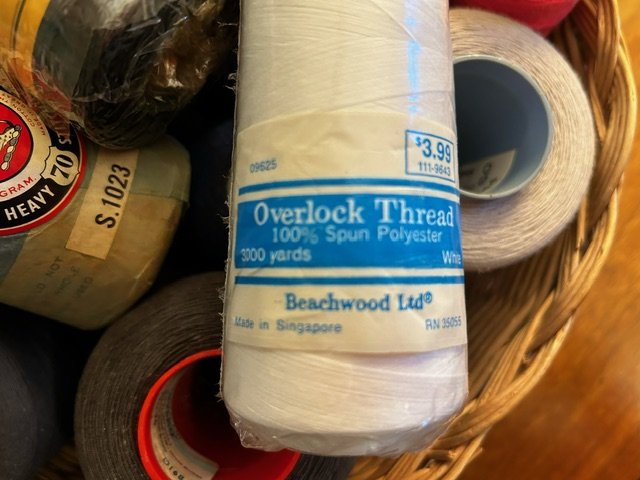 $3.99
111-9643
09625
Overlock Thread
100% Spun Polyester
3000 yards
White
Beachwood Ltd®
Made in Singapore
RN 35055
GRAM.
HEAVY 70
S.1023